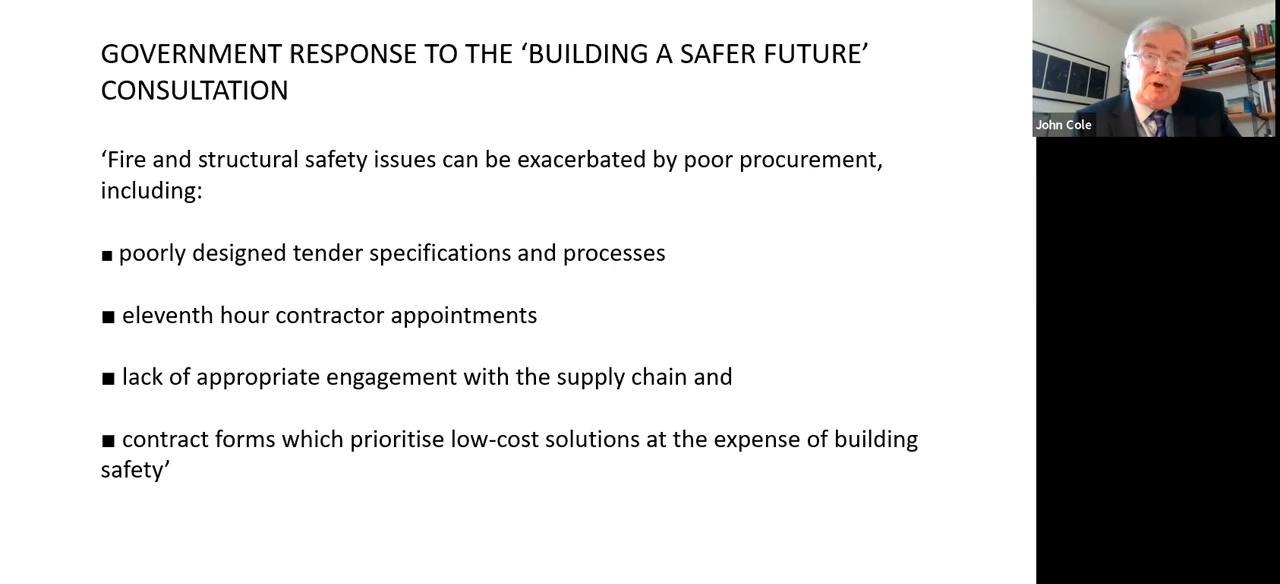 GOVERNMENT RESPONSE TO THE ‘BUILDING A SAFER FUTURE’
CONSULTATION
‘Fire and structural safety issues can be exacerbated by poor procurement,
including:
■ poorly designed tender specifications and processes
■ eleventh hour contractor appointments
■ lack of appropriate engagement with the supply chain and
■ contract forms which prioritise low-cost solutions at the expense of building
safety’
John Cole